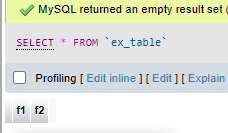 MySQL returned an empty result set (
SELECT * FROM `ex_table`
Profiling [ Edit inline ] [ Edit ] [ Explain
f1 f2